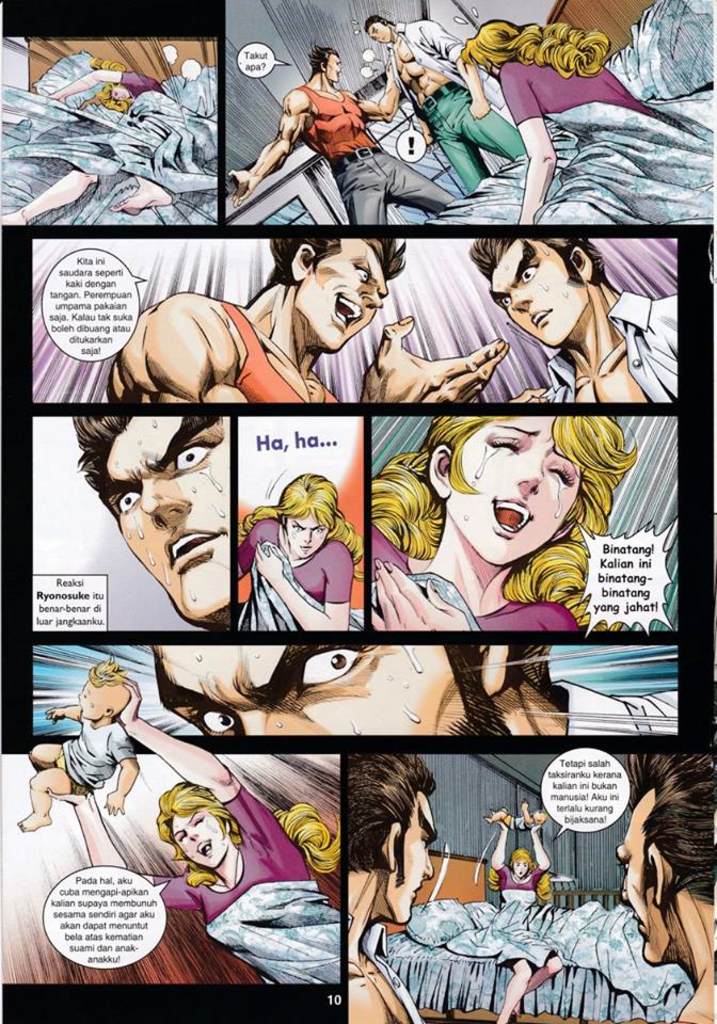 Takut
apa?
!
Kita ini
saudara seperti
kaki dengan
tangan. Perempuan
umpama pakaian
saja. Kalau tak suka
boleh dibuang atau
ditukarkan
saja!
Reaksi
Ryonosuke itu
benar-benar di
luar jangkaanku.
Ha, ha...
Binatang!
Kalian ini
binatang-
binatang
yang jahat!
Pada hal, aku
cuba mengapi-apikan
kalian supaya membunuh
sesama sendiri agar aku
akan dapat menuntut
bela atas kematian
suami dan anak-
anakku!
Tetapi salah
taksiranku kerana
kalian ini bukan
manusia! Aku ini
terlalu kurang
bijaksana!
10